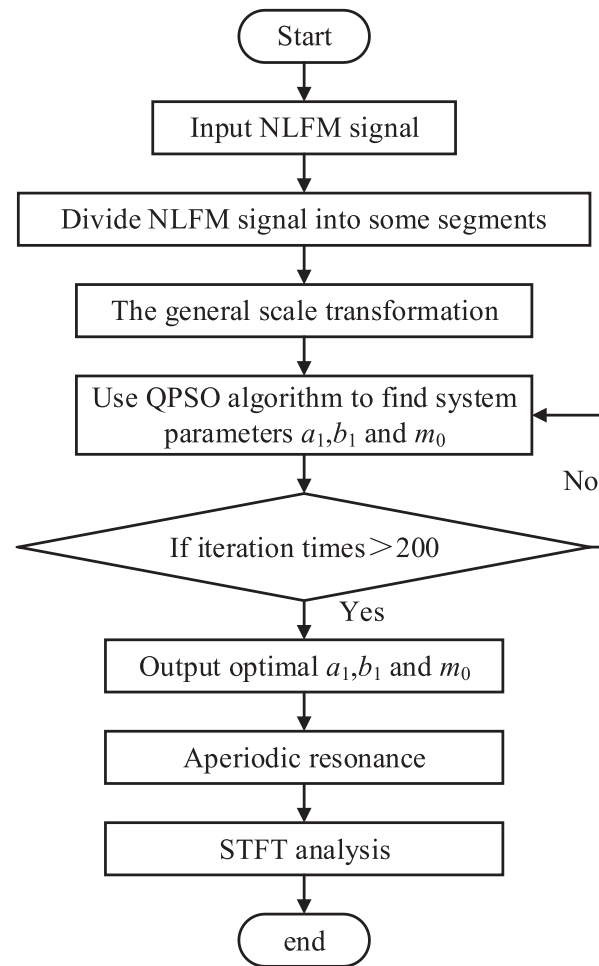 Start
Input NLFM signal
Divide NLFM signal into some segments
The general scale transformation
Use QPSO algorithm to find system
parameters a₁,b₁ and m₀
No
If iteration times＞200
Yes
Output optimal a₁,b₁ and m₀
Aperiodic resonance
STFT analysis
end